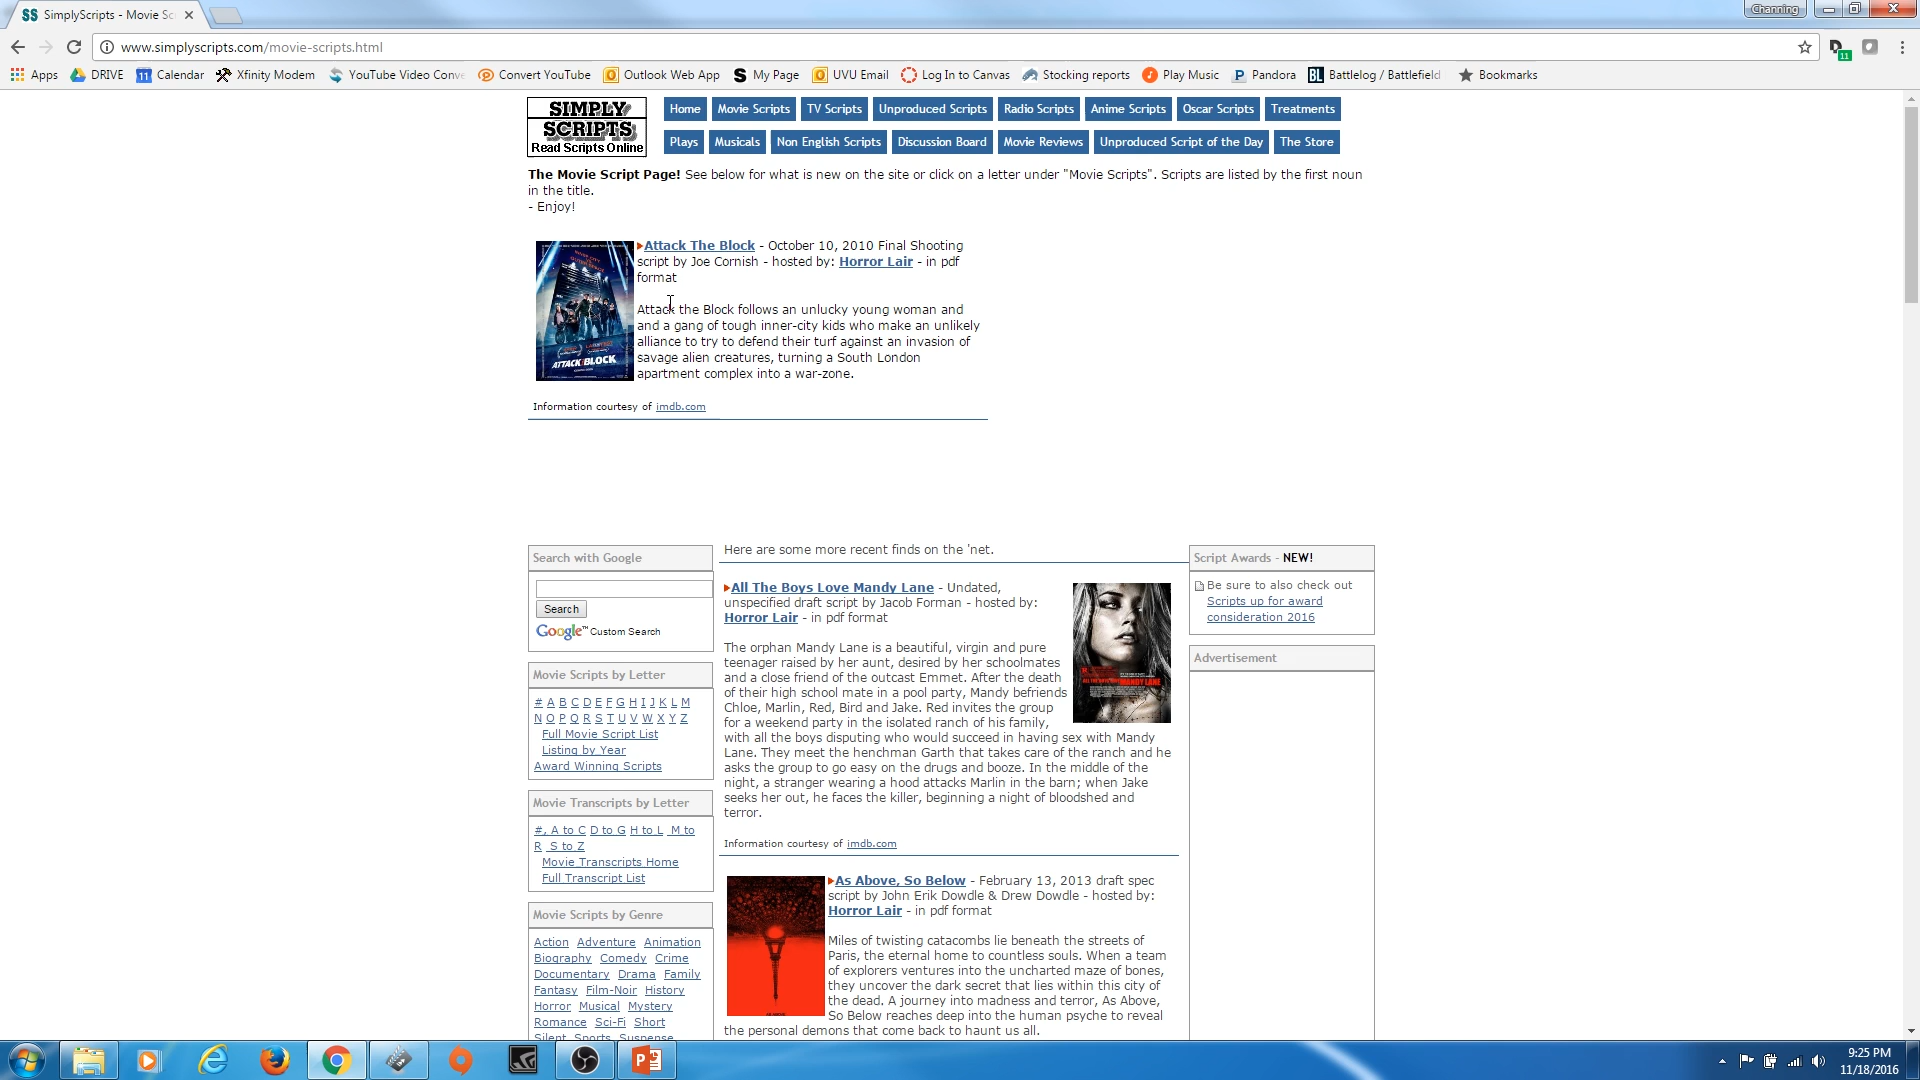 SimplyScripts - Movie Sc
Channing
www.simplyscripts.com/movie-scripts.html
11
Apps
DRIVE
11
Calendar
Xfinity Modem
YouTube Video Conve
Convert YouTube
Outlook Web App
S My Page
UVU Email
Log In to Canvas
Stocking reports
Play Music
P Pandora
BL Battlelog / Battlefield
Bookmarks
SIMPLY
SCRIPTS
Read Scripts Online
Home Movie Scripts TV Scripts Unproduced Scripts Radio Scripts Anime Scripts Oscar Scripts Treatments
Plays Musicals Non English Scripts Discussion Board Movie Reviews Unproduced Script of the Day The Store
The Movie Script Page! See below for what is new on the site or click on a letter under "Movie Scripts". Scripts are listed by the first noun
in the title.
- Enjoy!
ATTACK THE BLOCK
Attack The Block - October 10, 2010 Final Shooting
script by Joe Cornish - hosted by: Horror Lair - in pdf
format
Attack the Block follows an unlucky young woman and
and a gang of tough inner-city kids who make an unlikely
alliance to try to defend their turf against an invasion of
savage alien creatures, turning a South London
apartment complex into a war-zone.
Information courtesy of imdb.com
Search with Google
Search
Google™ Custom Search
Movie Scripts by Letter
# A B C D E F G H I J K L M
N O P Q R S T U V W X Y Z
Full Movie Script List
Listing by Year
Award Winning Scripts
Movie Transcripts by Letter
#, A to C D to G H to L M to
R S to Z
Movie Transcripts Home
Full Transcript List
Movie Scripts by Genre
Action Adventure Animation
Biography Comedy Crime
Documentary Drama Family
Fantasy Film-Noir History
Horror Musical Mystery
Romance Sci-Fi Short
Silent Sports Suspense
Here are some more recent finds on the 'net.
All The Boys Love Mandy Lane - Undated,
unspecified draft script by Jacob Forman - hosted by:
Horror Lair - in pdf format
The orphan Mandy Lane is a beautiful, virgin and pure
teenager raised by her aunt, desired by her schoolmates
and a close friend of the outcast Emmet. After the death
of their high school mate in a pool party, Mandy befriends
Chloe, Marlin, Red, Bird and Jake. Red invites the group
for a weekend party in the isolated ranch of his family,
with all the boys disputing who would succeed in having sex with Mandy
Lane. They meet the henchman Garth that takes care of the ranch and he
asks the group to go easy on the drugs and booze. In the middle of the
night, a stranger wearing a hood attacks Marlin in the barn; when Jake
seeks her out, he faces the killer, beginning a night of bloodshed and
terror.
Information courtesy of imdb.com
As Above, So Below - February 13, 2013 draft spec
script by John Erik Dowdle & Drew Dowdle - hosted by:
Horror Lair - in pdf format
Miles of twisting catacombs lie beneath the streets of
Paris, the eternal home to countless souls. When a team
of explorers ventures into the uncharted maze of bones,
they uncover the dark secret that lies within this city of
the dead. A journey into madness and terror, As Above,
So Below reaches deep into the human psyche to reveal
the personal demons that come back to haunt us all.
Script Awards - NEW!
Be sure to also check out
Scripts up for award
consideration 2016
Advertisement
9:25 PM
11/18/2016